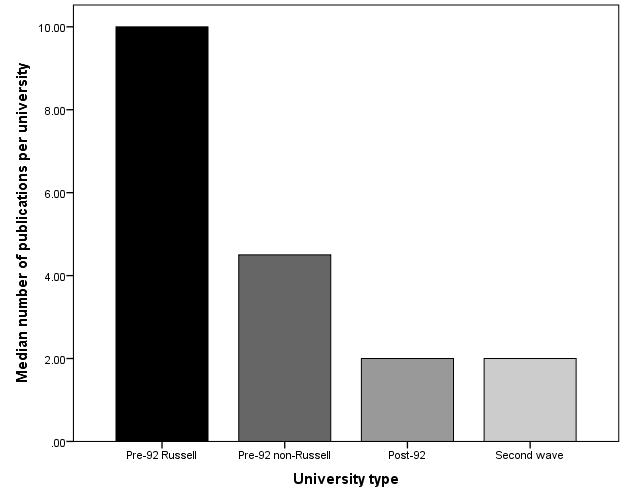 Median number of publications per university
10.00
8.00
6.00
4.00
2.00
.00
Pre-92 Russell
Pre-92 non-Russell
Post-92
Second wave
University type